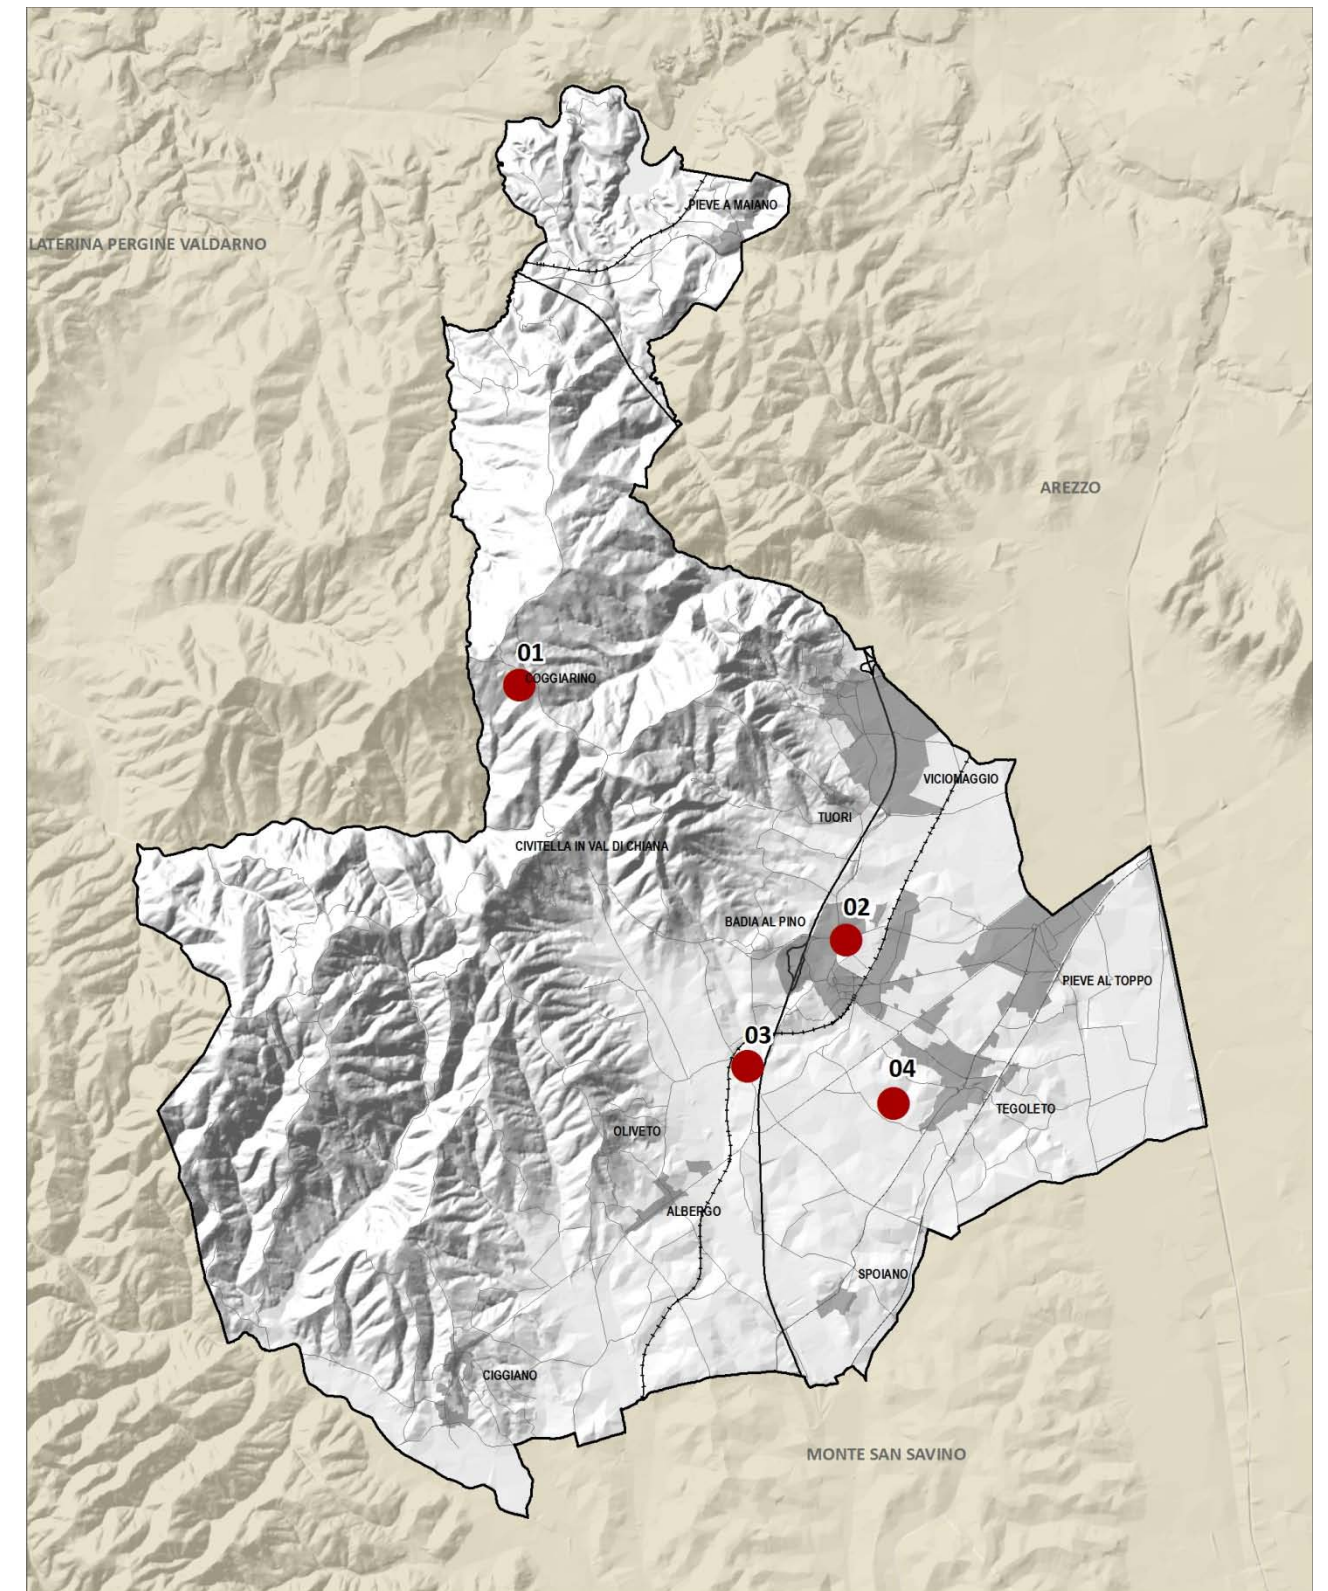 PIEVE A MAIANO
LATERINA PERGINE VALDARNO
AREZZO
01
COGGIARINO
VICIOMAGGIO
TUORI
CIVITELLA IN VAL DI CHIANA
02
BADIA AL PINO
PIEVE AL TOPPO
03
04
TEGOLETO
OLIVETO
ALBERGO
SPOIANO
CIGGIANO
MONTE SAN SAVINO